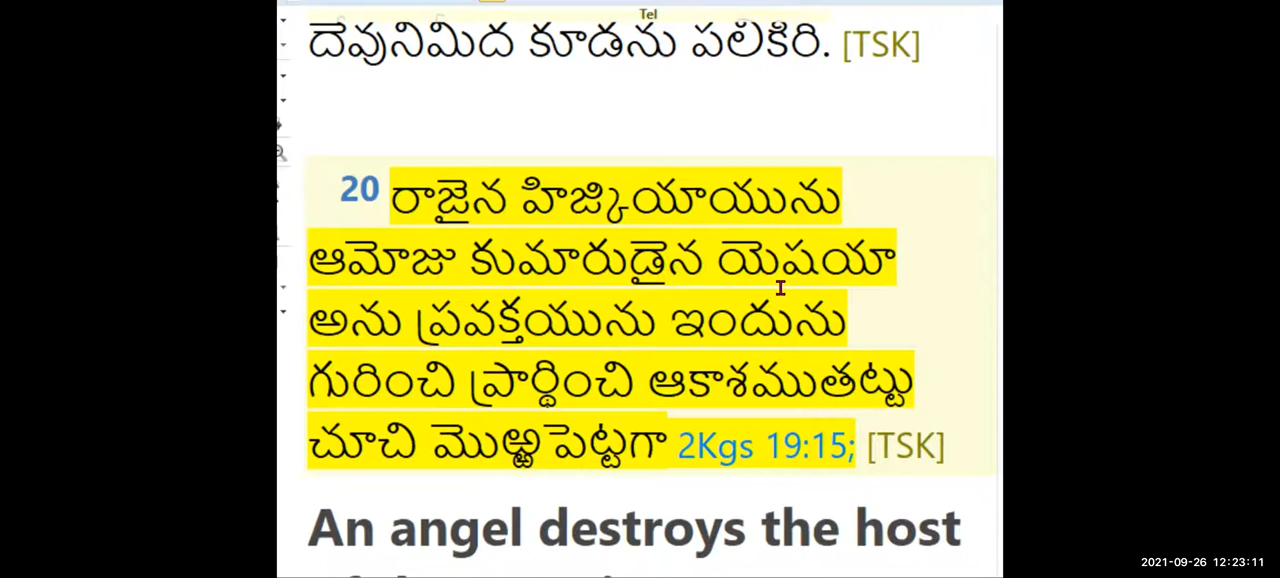 Tel
దేవునిమీద కూడను పలికిరి. [TSK]
20 రాజైన హిజ్కియాయును
ఆమోజు కుమారుడైన యెషయా
అను ప్రవక్తయును ఇందును
గురించి ప్రార్థించి ఆకాశముతట్టు
చూచి మొఱ్ఱపెట్టగా 2Kgs 19:15; [TSK]
An angel destroys the host
2021-09-26 12:23:11